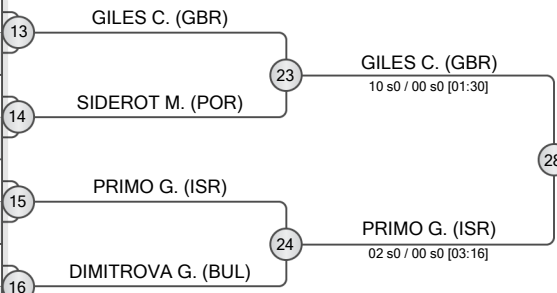 13
GILES C. (GBR)
23
GILES C. (GBR)
10 s0 / 00 s0 [01:30]
14
SIDEROT M. (POR)
28
15
PRIMO G. (ISR)
24
PRIMO G. (ISR)
02 s0 / 00 s0 [03:16]
16
DIMITROVA G. (BUL)